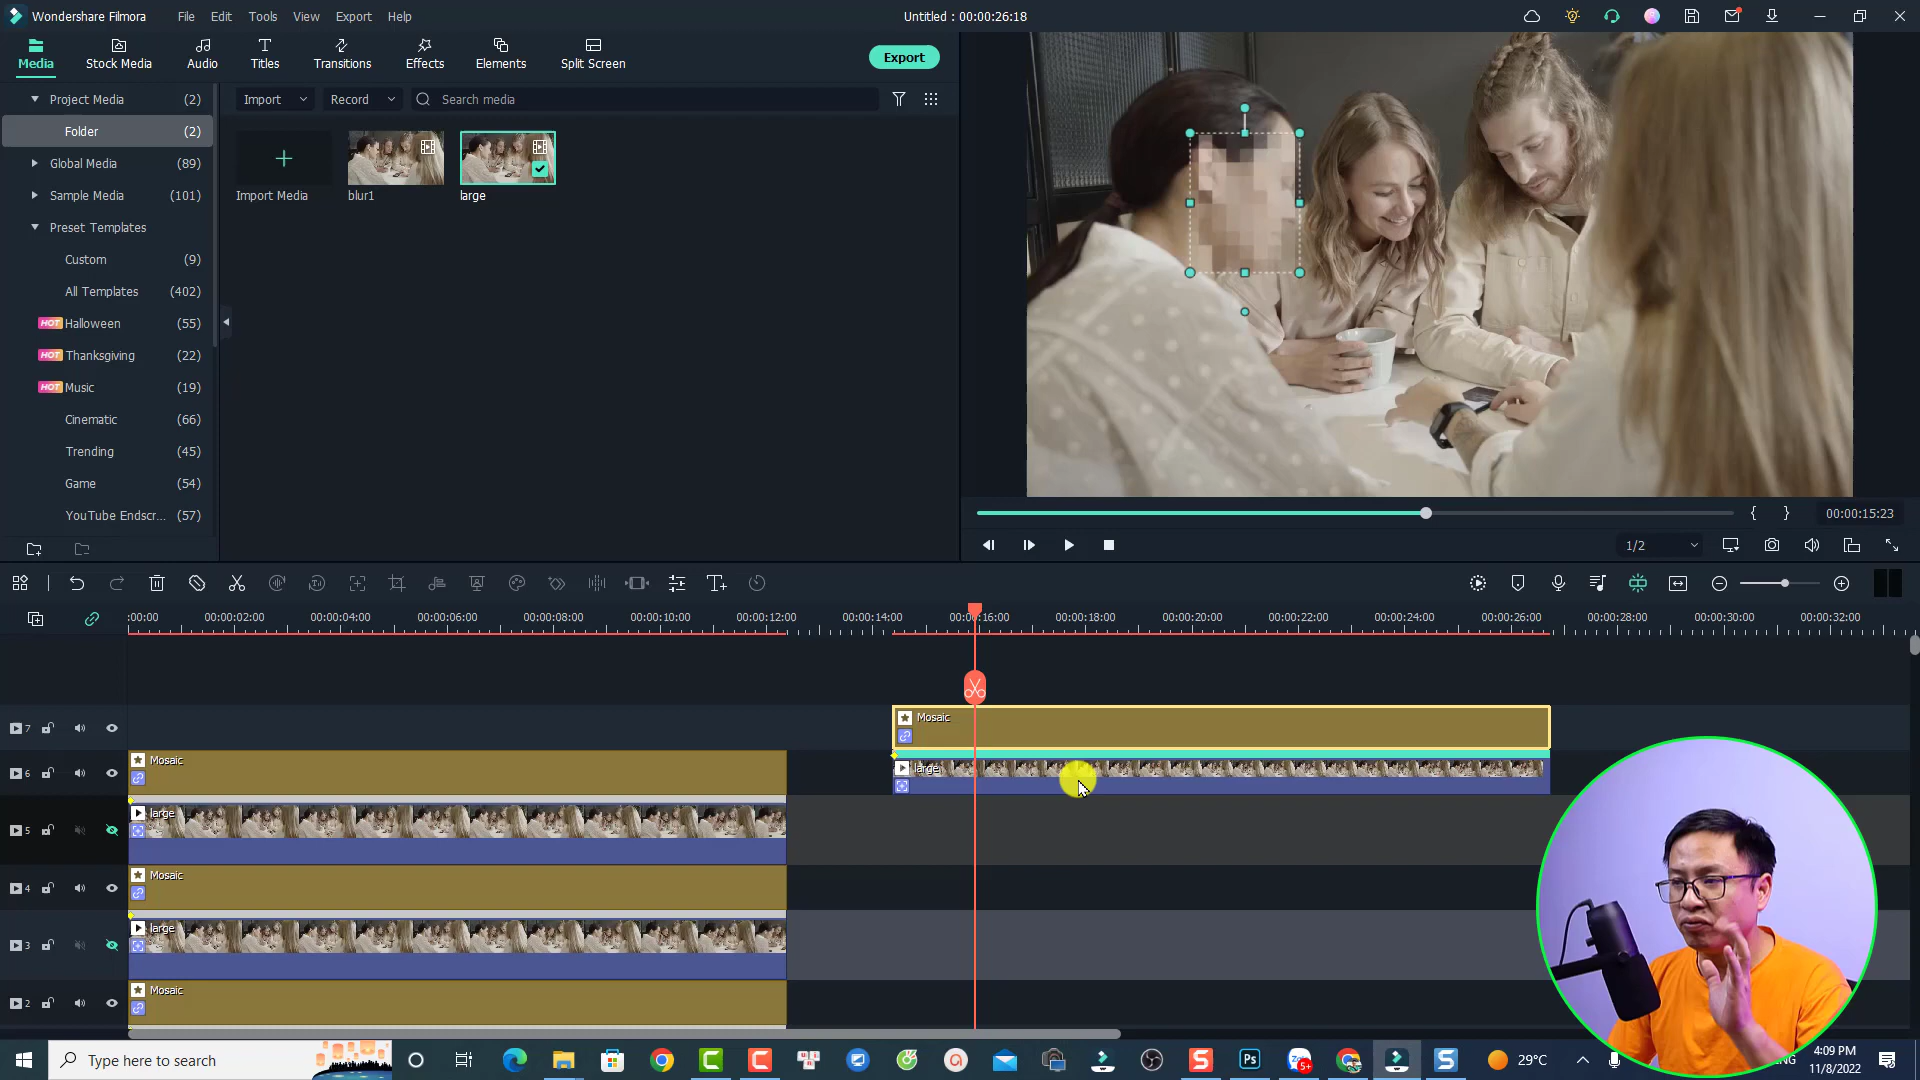 Wondershare Filmora
File Edit Tools View Export Help
Untitled : 00:00:26:18
Media Stock Media Audio Titles Transitions Effects Elements Split Screen
Export
Project Media (2)
Folder (2)
Global Media (89)
Sample Media (101)
Preset Templates
Custom (9)
All Templates (402)
HOT Halloween (55)
HOT Thanksgiving (22)
HOT Music (19)
Cinematic (66)
Trending (45)
Game (54)
YouTube Endscr... (57)
Import Record Search media
Import Media blur1 large
00:00:15:23
1/2
:00:00 00:00:02:00 00:00:04:00 00:00:06:00 00:00:08:00 00:00:10:00 00:00:12:00 00:00:14:00 00:00:16:00 00:00:18:00 00:00:20:00 00:00:22:00 00:00:24:00 00:00:26:00 00:00:28:00 00:00:30:00 00:00:32:00
7 Mosaic
6 Mosaic large
5 large
4 Mosaic
3 large
2 Mosaic
Type here to search
5+
29°C
4:09 PM
11/8/2022